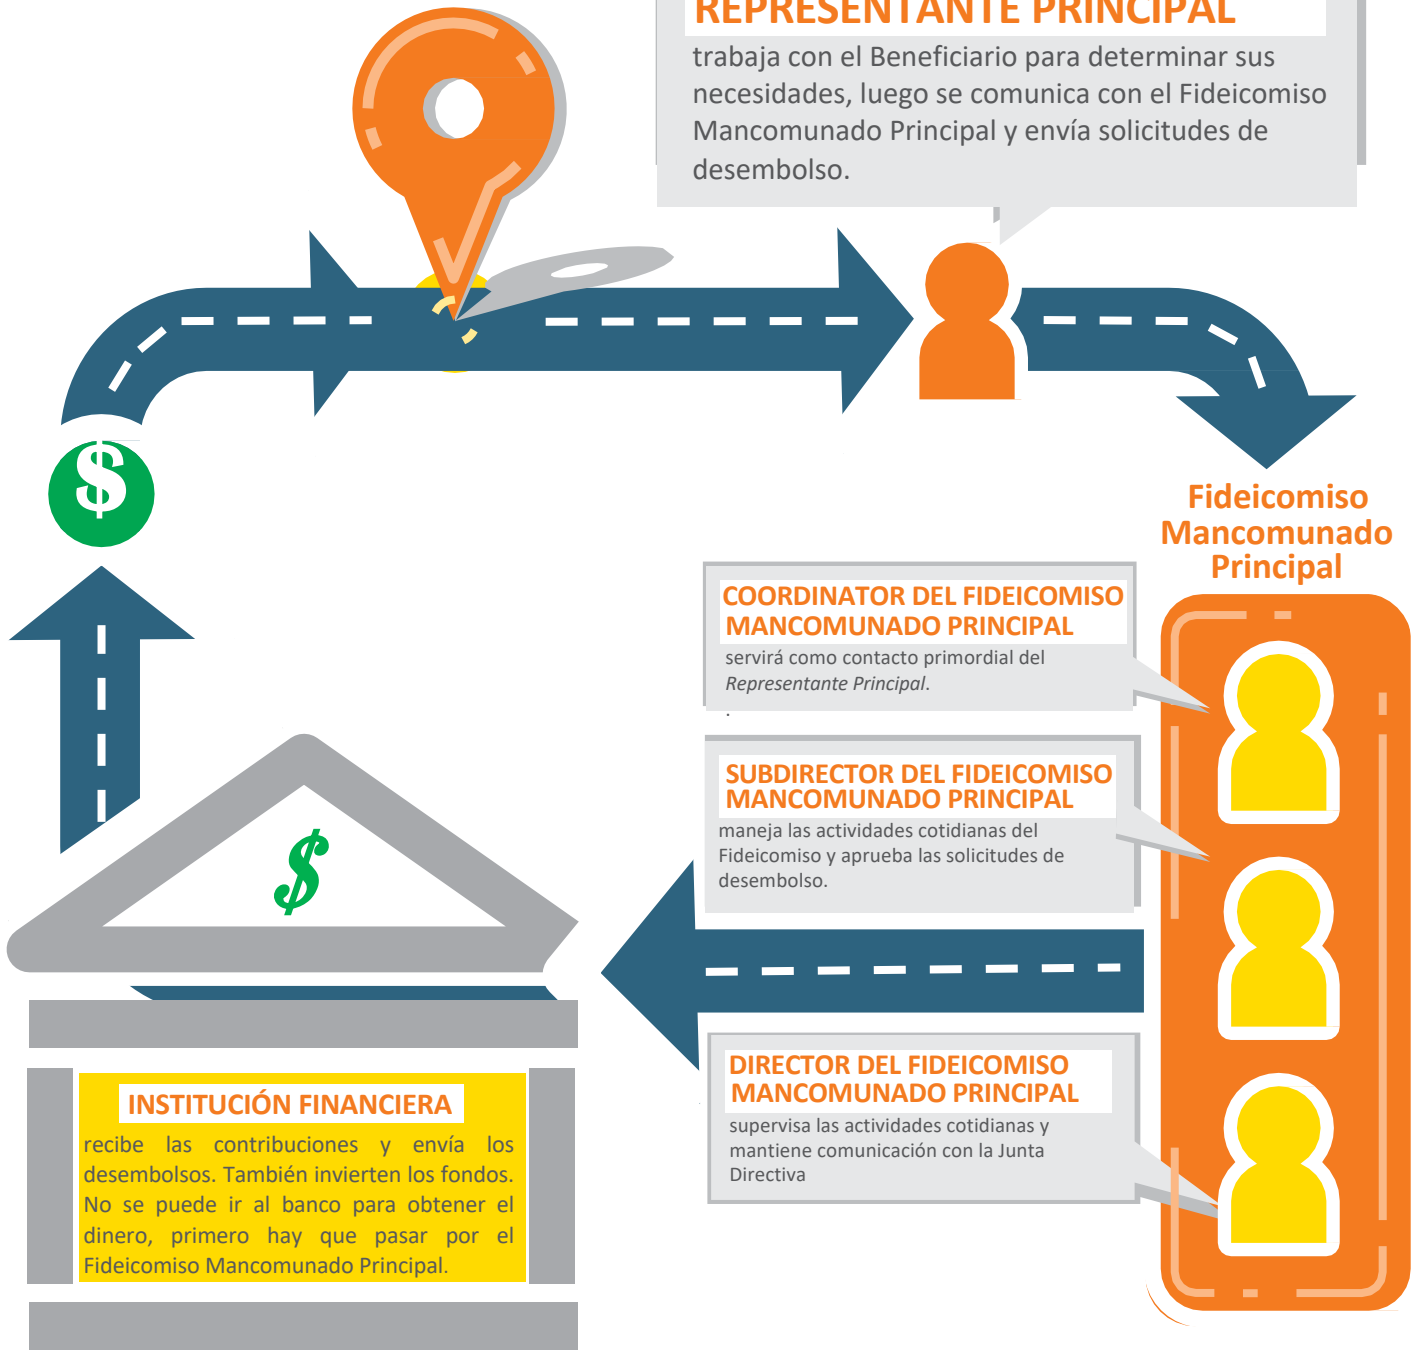 REPRESENTANTE PRINCIPAL
trabaja con el Beneficiario para determinar sus
necesidades, luego se comunica con el Fideicomiso
Mancomunado Principal y envía solicitudes de
desembolso.
$
Fideicomiso
Mancomunado
Principal
COORDINATOR DEL FIDEICOMISO
MANCOMUNADO PRINCIPAL
servirá como contacto primordial del
Representante Principal.
.
SUBDIRECTOR DEL FIDEICOMISO
MANCOMUNADO PRINCIPAL
maneja las actividades cotidianas del
Fideicomiso y aprueba las solicitudes de
desembolso.
$
DIRECTOR DEL FIDEICOMISO
MANCOMUNADO PRINCIPAL
supervisa las actividades cotidianas y
mantiene comunicación con la Junta
Directiva
INSTITUCIÓN FINANCIERA
recibe las contribuciones y envía los
desembolsos. También invierten los fondos.
No se puede ir al banco para obtener el
dinero, primero hay que pasar por el
Fideicomiso Mancomunado Principal.